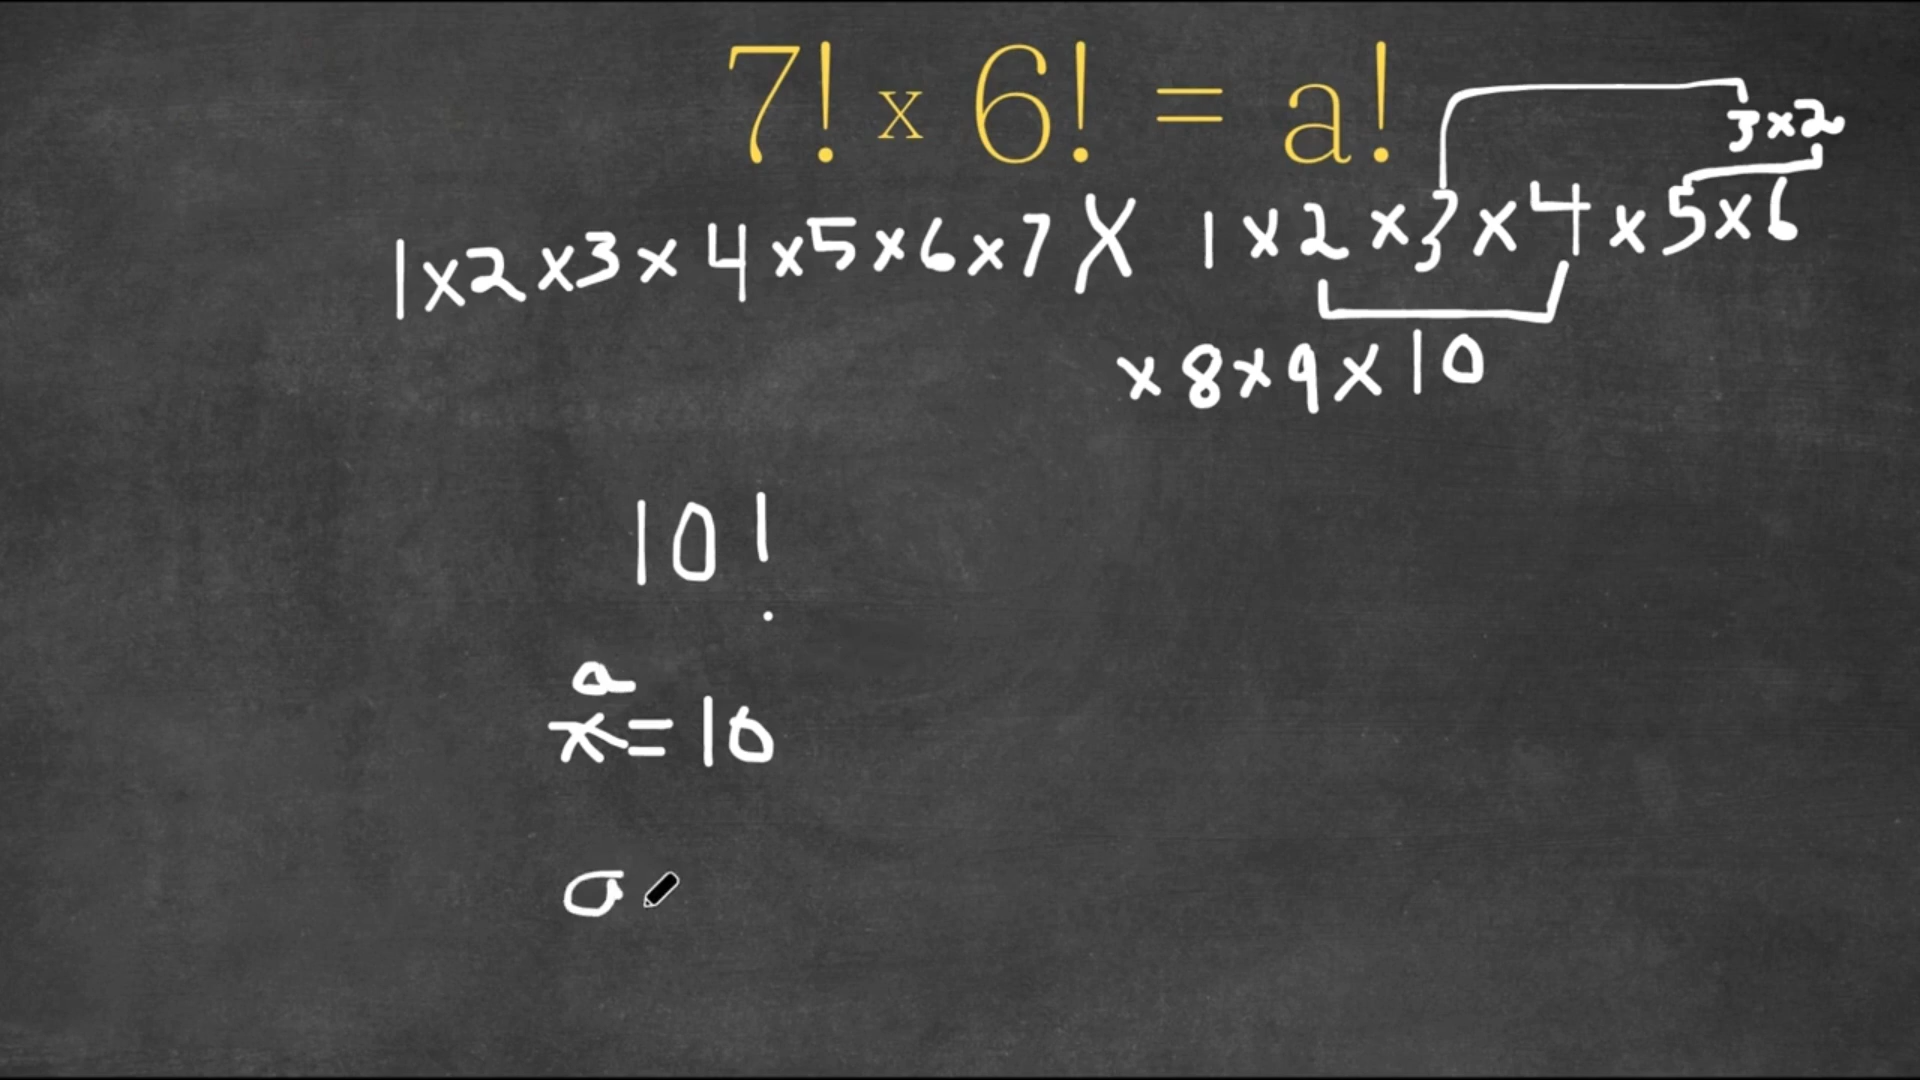 7! x 6! = a!
3x2
1x2x3x4x5x6x7 X 1x2x3x4x5x6
x8x9x10
10!
a
x=10
a